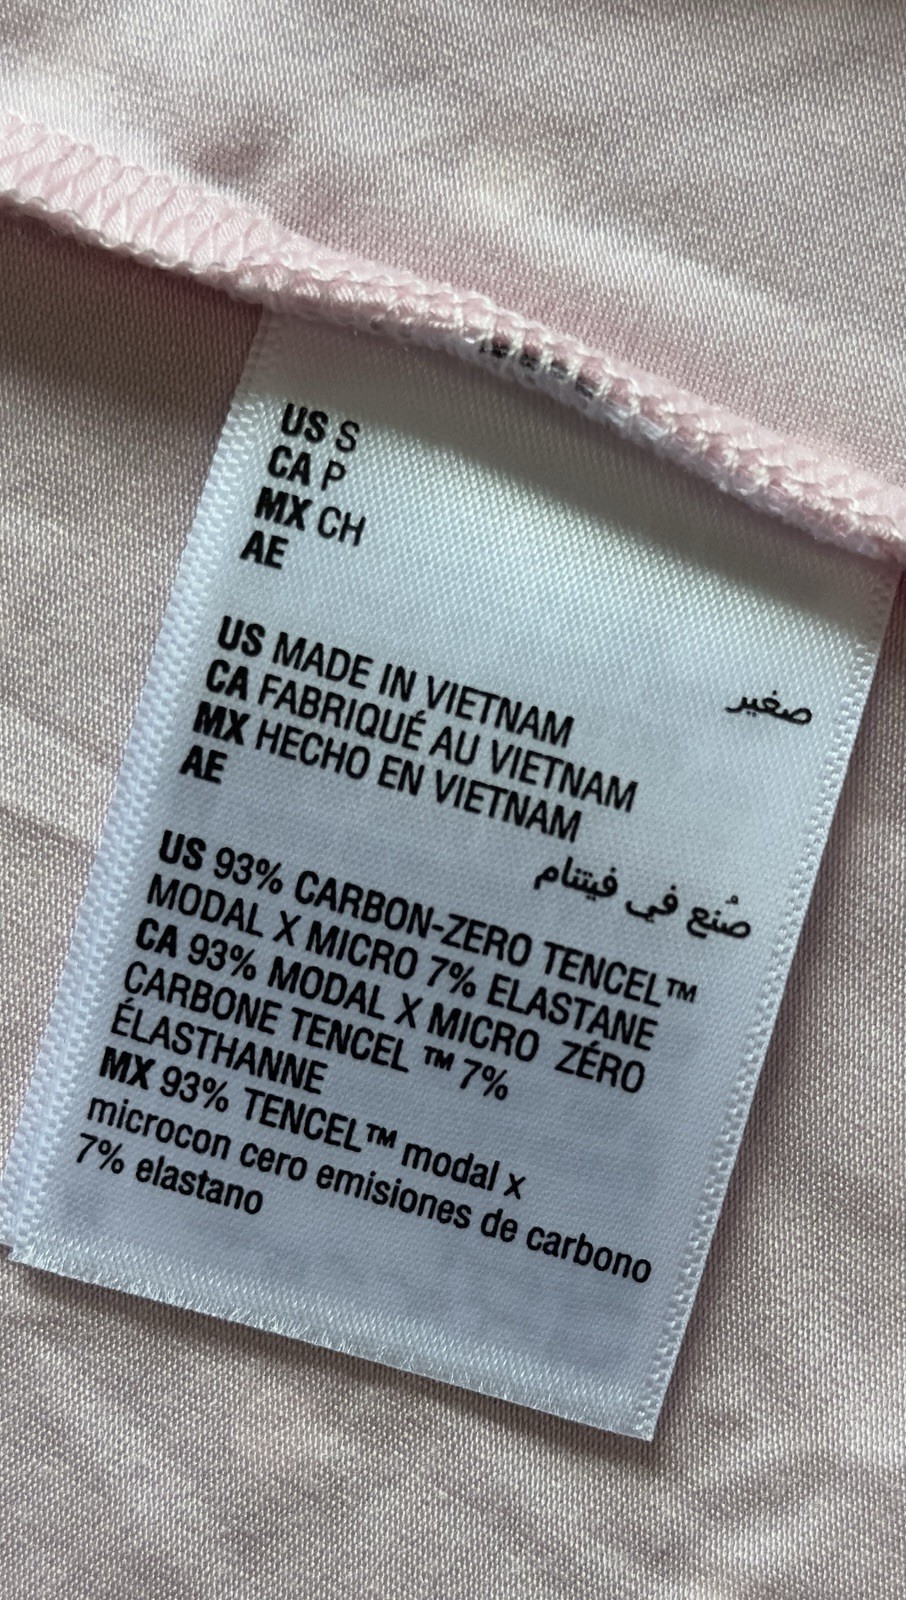 US S
CA P
MX CH
AE
صغير
US MADE IN VIETNAM
CA FABRIQUÉ AU VIETNAM
MX HECHO EN VIETNAM
AE
صُنع في فيتنام
US 93% CARBON-ZERO TENCEL™
MODAL X MICRO 7% ELASTANE
CA 93% MODAL X MICRO ZÉRO
CARBONE TENCEL ™ 7%
ÉLASTHANNE
MX 93% TENCEL™ modal x
microcon cero emisiones de carbono
7% elastano